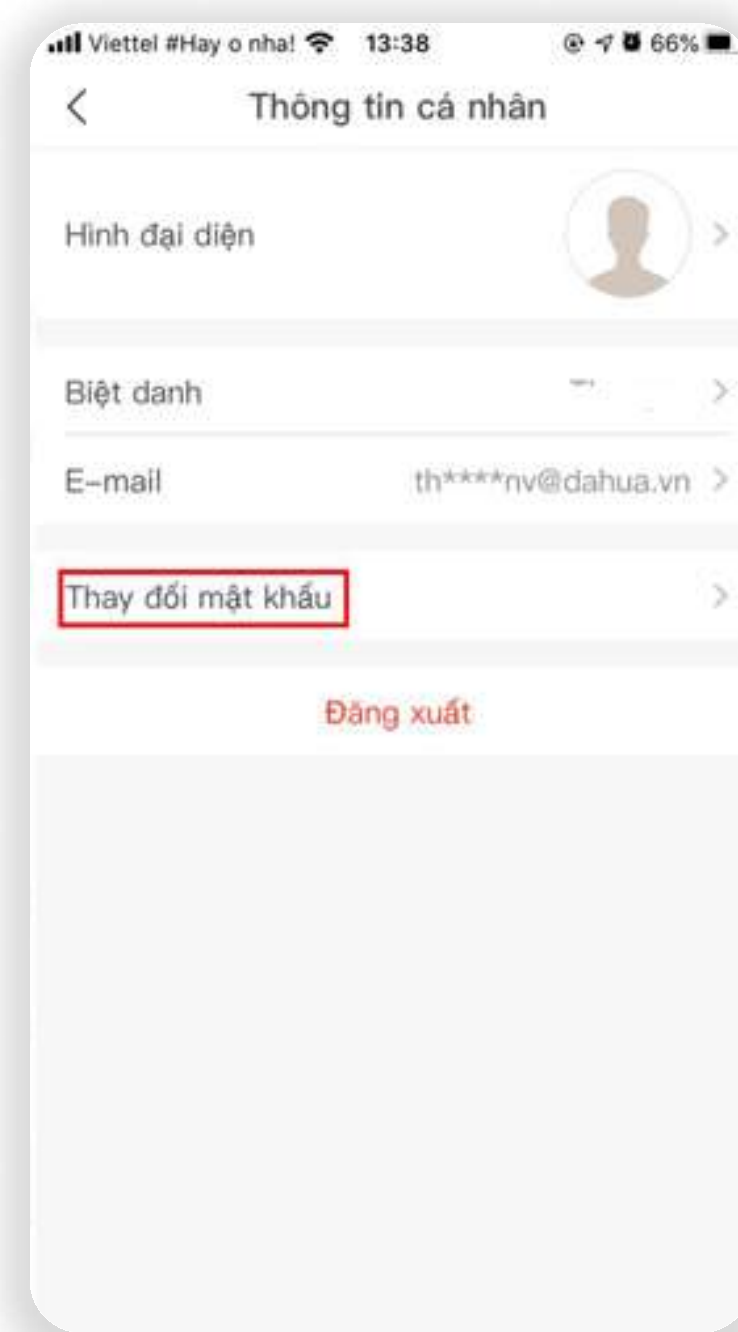 Viettel #Hay o nha! 13:38 66%
Thông tin cá nhân
Hình đại diện
Biệt danh
E-mail th****nv@dahua.vn
Thay đổi mật khẩu
Đăng xuất